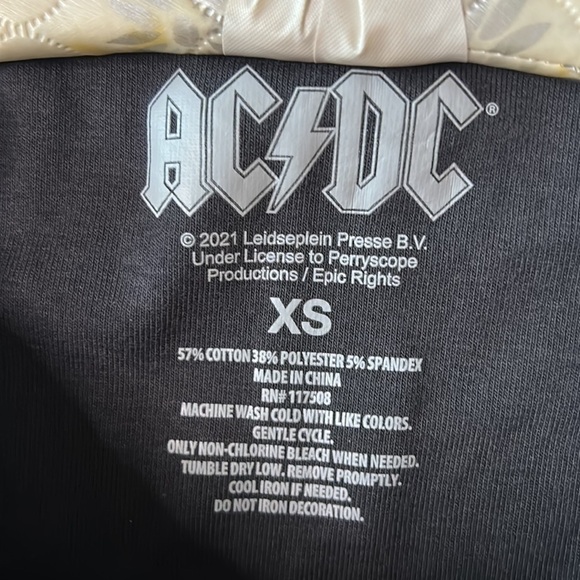 AC⚡DC®
© 2021 Leidseplein Presse B.V.
Under License to Perryscope
Productions / Epic Rights
XS
57% COTTON 38% POLYESTER 5% SPANDEX
MADE IN CHINA
RN# 117508
MACHINE WASH COLD WITH LIKE COLORS.
GENTLE CYCLE.
ONLY NON-CHLORINE BLEACH WHEN NEEDED.
TUMBLE DRY LOW. REMOVE PROMPTLY.
COOL IRON IF NEEDED.
DO NOT IRON DECORATION.